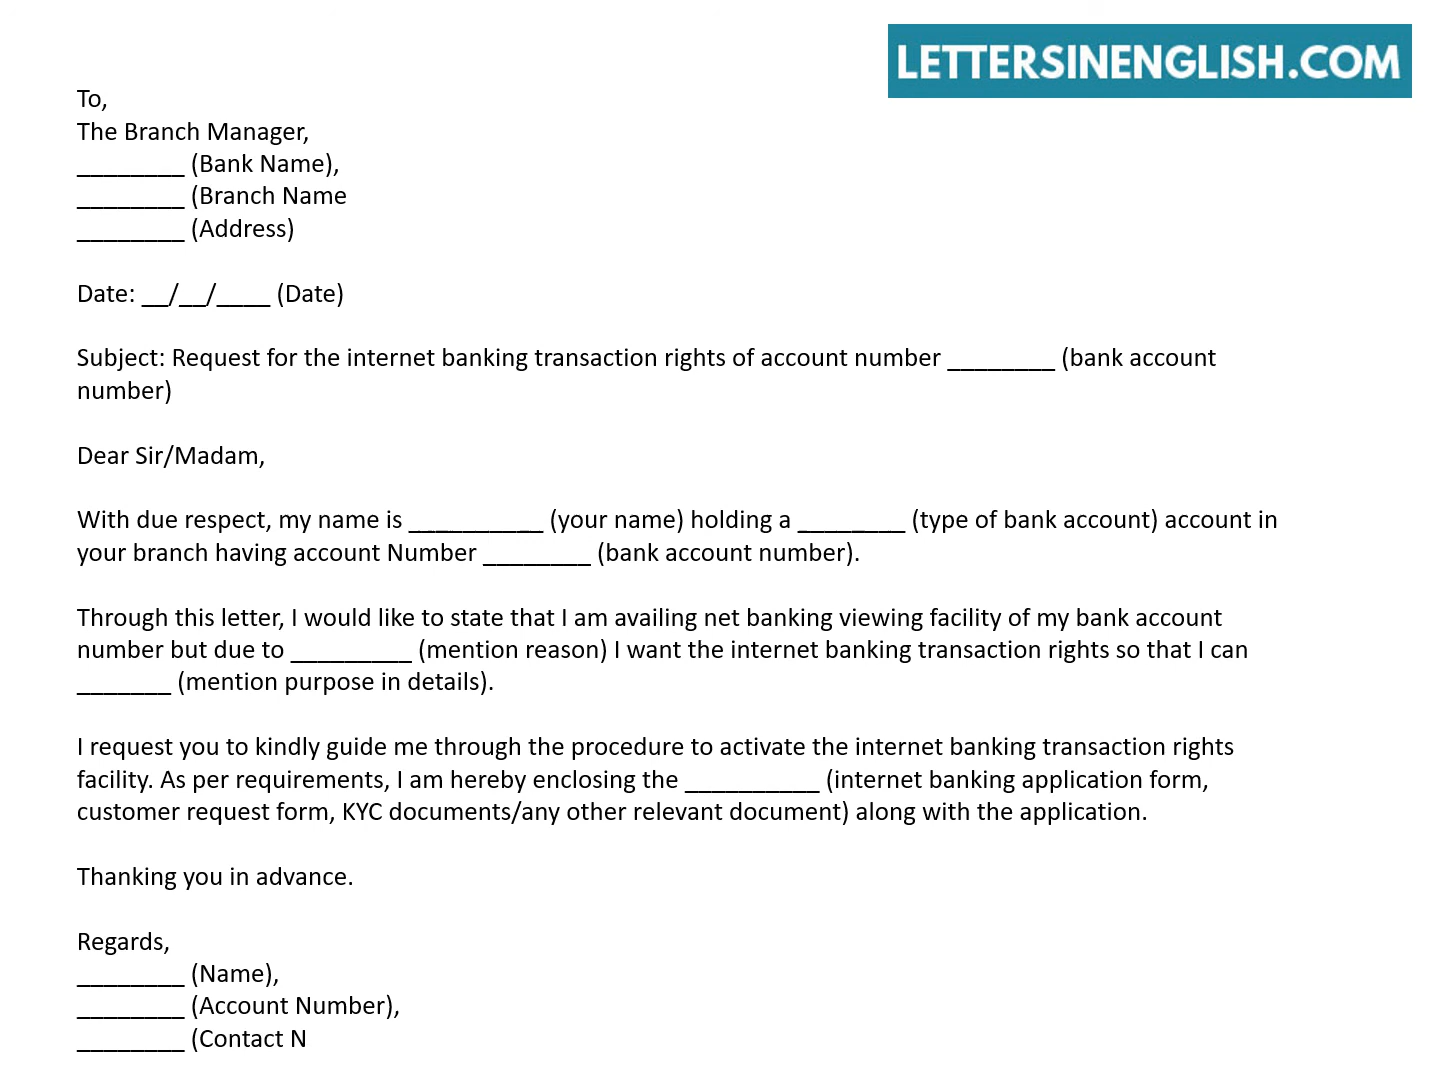 LETTERSINENGLISH.COM
To,
The Branch Manager,
________ (Bank Name),
________ (Branch Name
________ (Address)
Date: __/__/____ (Date)
Subject: Request for the internet banking transaction rights of account number ________ (bank account
number)
Dear Sir/Madam,
With due respect, my name is __________ (your name) holding a ________ (type of bank account) account in
your branch having account Number ________ (bank account number).
Through this letter, I would like to state that I am availing net banking viewing facility of my bank account
number but due to _________ (mention reason) I want the internet banking transaction rights so that I can
_______ (mention purpose in details).
I request you to kindly guide me through the procedure to activate the internet banking transaction rights
facility. As per requirements, I am hereby enclosing the __________ (internet banking application form,
customer request form, KYC documents/any other relevant document) along with the application.
Thanking you in advance.
Regards,
________ (Name),
________ (Account Number),
________ (Contact N